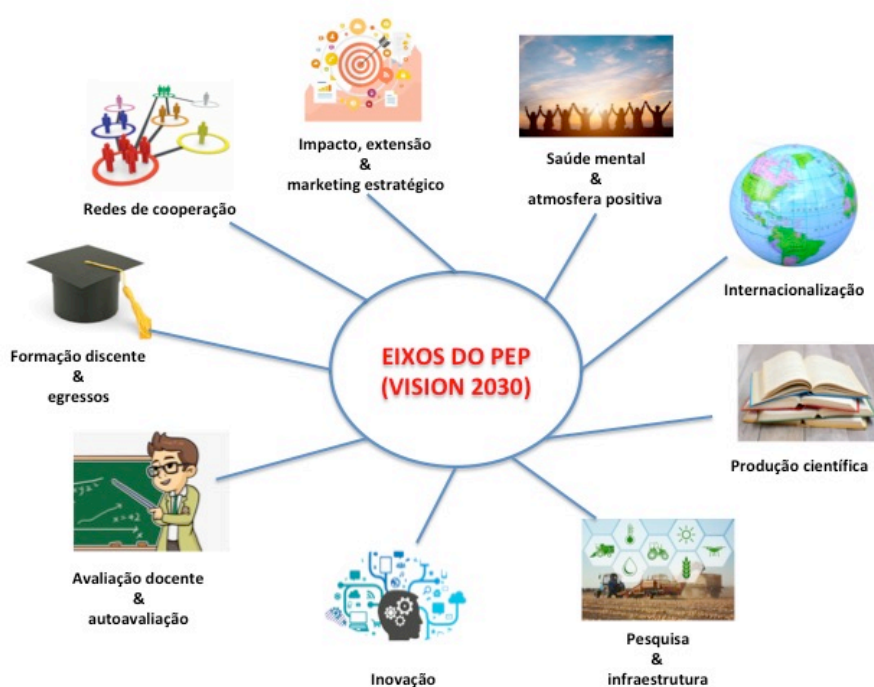 Impacto, extensão
&
marketing estratégico
Saúde mental
&
atmosfera positiva
Redes de cooperação
Internacionalização
EIXOS DO PEP
(VISION 2030)
Formação discente
&
egressos
Produção científica
Avaliação docente
&
autoavaliação
Pesquisa
&
infraestrutura
Inovação